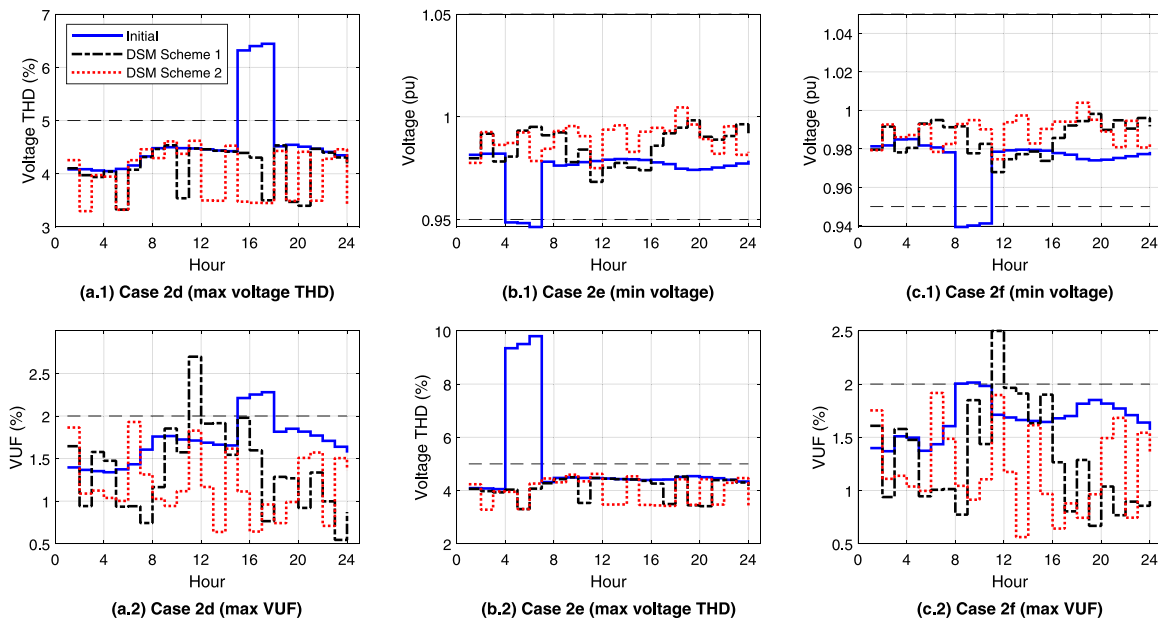 7
6
5
4
3
Voltage THD (%)
Initial
DSM Scheme 1
DSM Scheme 2
0 4 8 12 16 20 24
Hour
(a.1) Case 2d (max voltage THD)
1.05
1
0.95
Voltage (pu)
0 4 8 12 16 20 24
Hour
(b.1) Case 2e (min voltage)
1.04
1.02
1
0.98
0.96
0.94
Voltage (pu)
0 4 8 12 16 20 24
Hour
(c.1) Case 2f (min voltage)
2.5
2
1.5
1
0.5
VUF (%)
0 4 8 12 16 20 24
Hour
(a.2) Case 2d (max VUF)
10
8
6
4
2
Voltage THD (%)
0 4 8 12 16 20 24
Hour
(b.2) Case 2e (max voltage THD)
2.5
2
1.5
1
0.5
VUF (%)
0 4 8 12 16 20 24
Hour
(c.2) Case 2f (max VUF)